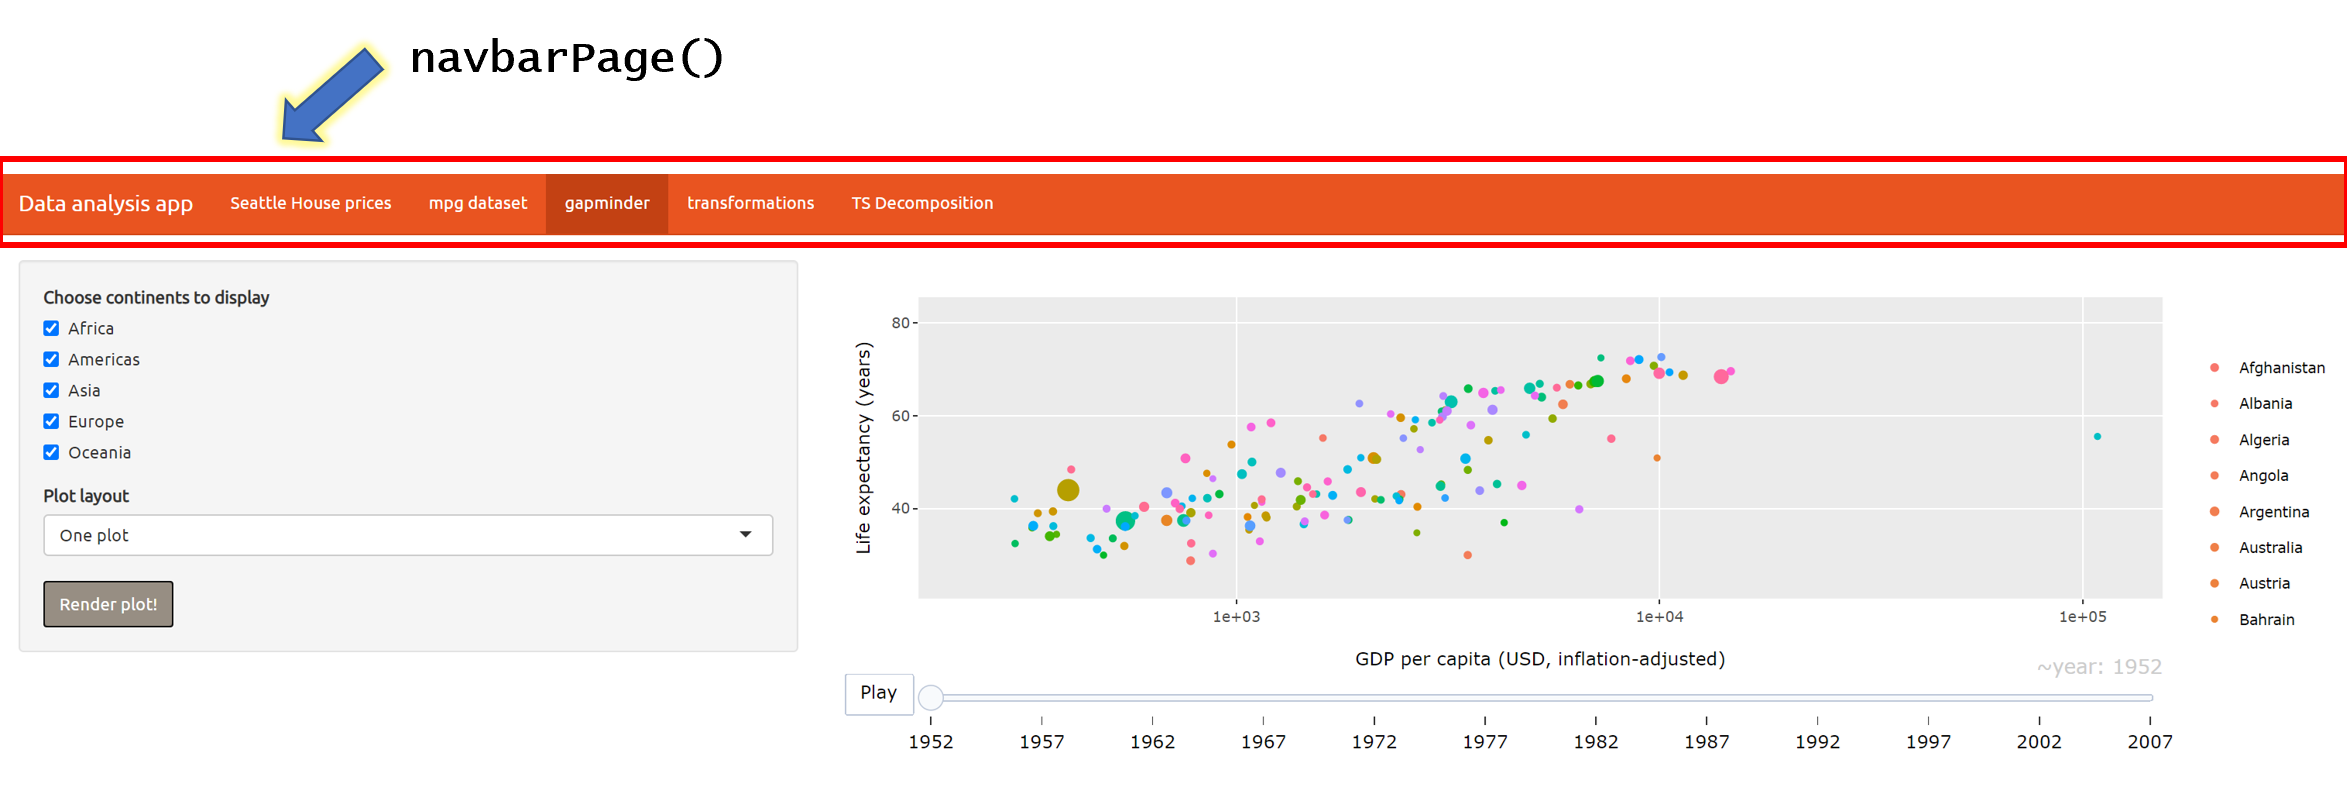 navbarPage()
Data analysis app Seattle House prices mpg dataset gapminder transformations TS Decomposition
Choose continents to display
Africa
Americas
Asia
Europe
Oceania
Plot layout
One plot
Render plot!
Life expectancy (years)
80
60
40
1e+03 1e+04 1e+05
GDP per capita (USD, inflation-adjusted)
~year: 1952
Play
1952 1957 1962 1967 1972 1977 1982 1987 1992 1997 2002 2007
Afghanistan
Albania
Algeria
Angola
Argentina
Australia
Austria
Bahrain